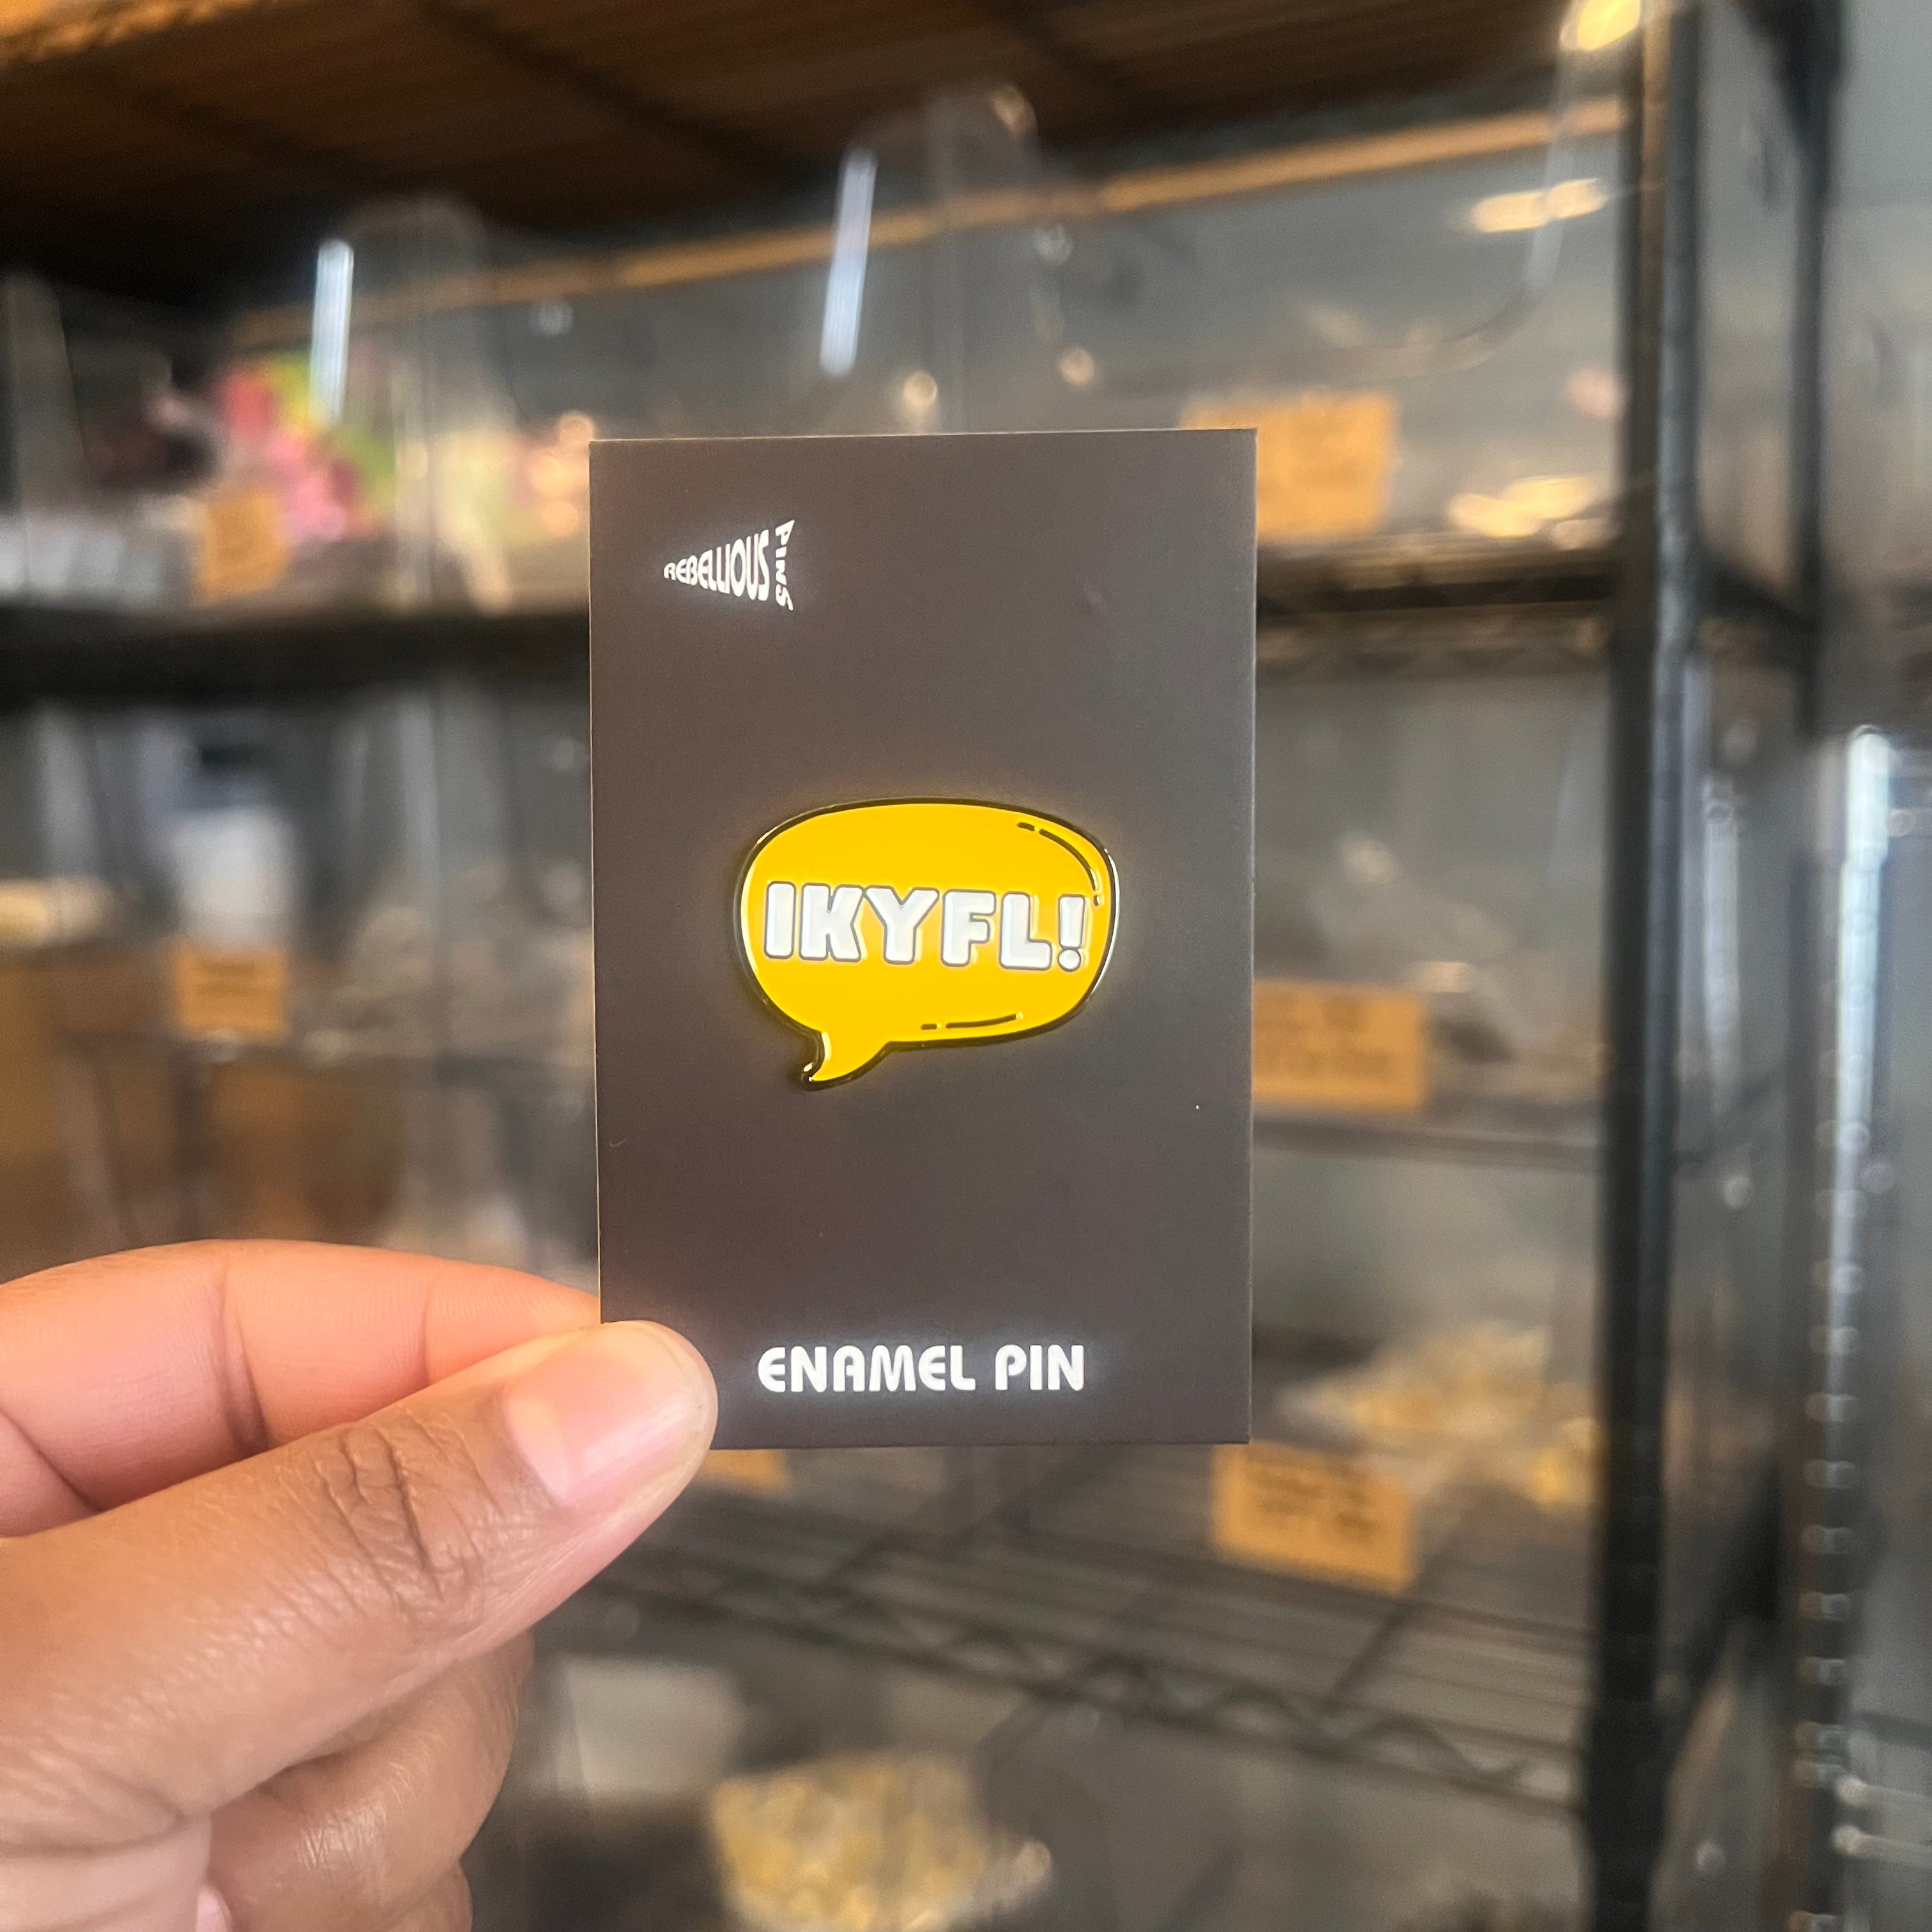 REBELLIOUS
PINS
IKYFL!
ENAMEL PIN